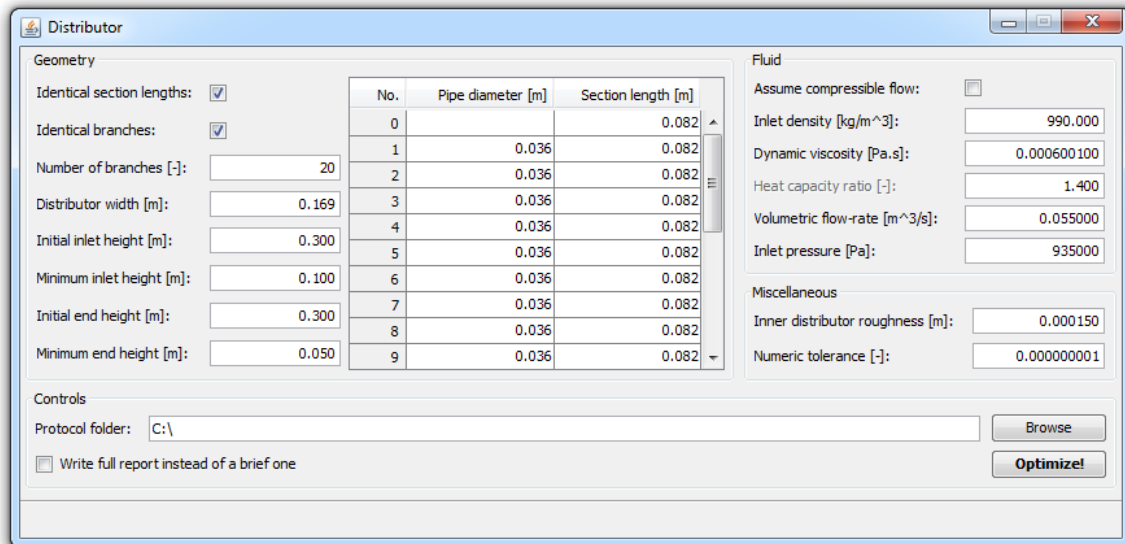 Distributor
Geometry
Identical section lengths:
Identical branches:
Number of branches [-]: 20
Distributor width [m]: 0.169
Initial inlet height [m]: 0.300
Minimum inlet height [m]: 0.100
Initial end height [m]: 0.300
Minimum end height [m]: 0.050
No. Pipe diameter [m] Section length [m]
0 0.082
1 0.036 0.082
2 0.036 0.082
3 0.036 0.082
4 0.036 0.082
5 0.036 0.082
6 0.036 0.082
7 0.036 0.082
8 0.036 0.082
9 0.036 0.082
Fluid
Assume compressible flow:
Inlet density [kg/m^3]: 990.000
Dynamic viscosity [Pa.s]: 0.000600100
Heat capacity ratio [-]: 1.400
Volumetric flow-rate [m^3/s]: 0.055000
Inlet pressure [Pa]: 935000
Miscellaneous
Inner distributor roughness [m]: 0.000150
Numeric tolerance [-]: 0.000000001
Controls
Protocol folder: C:\ Browse
Write full report instead of a brief one Optimize!